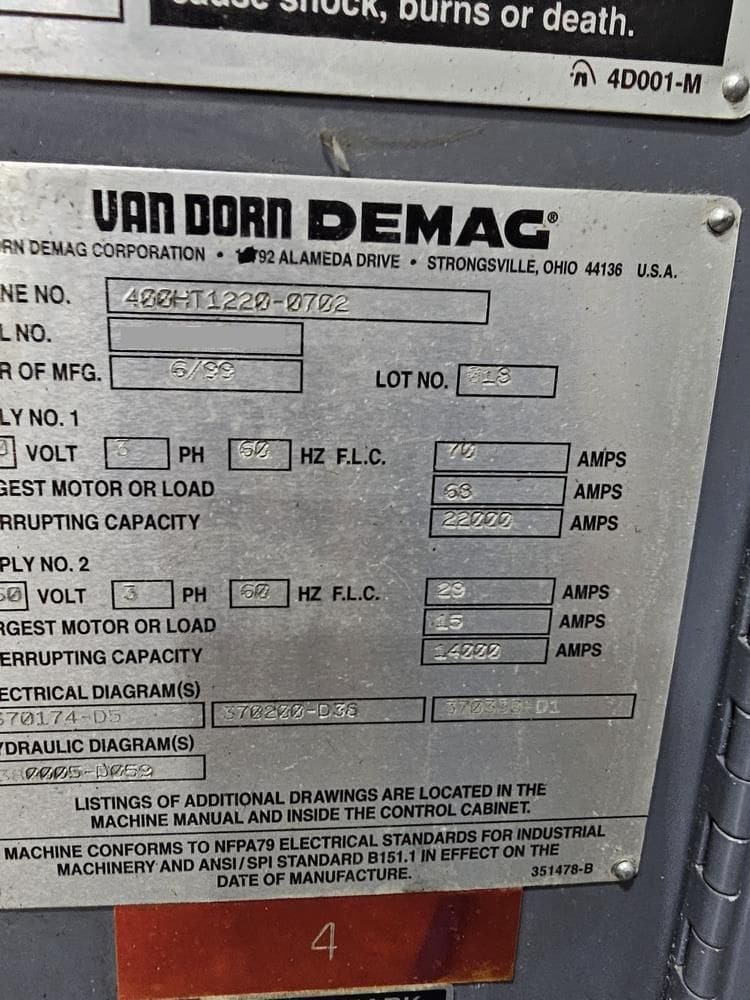 shock, burns or death.
4D001-M
VAN DORN DEMAG®
RN DEMAG CORPORATION • 92 ALAMEDA DRIVE • STRONGSVILLE, OHIO 44136 U.S.A.
NE NO. 400HT1220-0702
L NO.
R OF MFG. 6/99 LOT NO. 018
LY NO. 1
VOLT 3 PH 60 HZ F.L.C. 70 AMPS
GEST MOTOR OR LOAD 68 AMPS
RRUPTING CAPACITY 22000 AMPS
PLY NO. 2
60 VOLT 3 PH 60 HZ F.L.C. 29 AMPS
RGEST MOTOR OR LOAD 15 AMPS
ERRUPTING CAPACITY 14000 AMPS
ECTRICAL DIAGRAM(S)
370174-D5 370200-D38
YDRAULIC DIAGRAM(S)
LISTINGS OF ADDITIONAL DRAWINGS ARE LOCATED IN THE
MACHINE MANUAL AND INSIDE THE CONTROL CABINET.
MACHINE CONFORMS TO NFPA79 ELECTRICAL STANDARDS FOR INDUSTRIAL
MACHINERY AND ANSI/SPI STANDARD B151.1 IN EFFECT ON THE
DATE OF MANUFACTURE. 351478-B
4